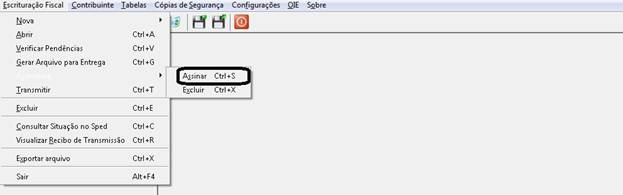 Escrituração Fiscal Contribuinte Tabelas Cópias de Segurança Configurações OIE Sobre
Nova
Abrir Ctrl+A
Verificar Pendências Ctrl+V
Gerar Arquivo para Entrega Ctrl+G
Assinar Ctrl+S
Transmitir Ctrl+T
Excluir Ctrl+X
Excluir Ctrl+E
Consultar Situação no Sped Ctrl+C
Visualizar Recibo de Transmissão Ctrl+R
Exportar arquivo Ctrl+X
Sair Alt+F4